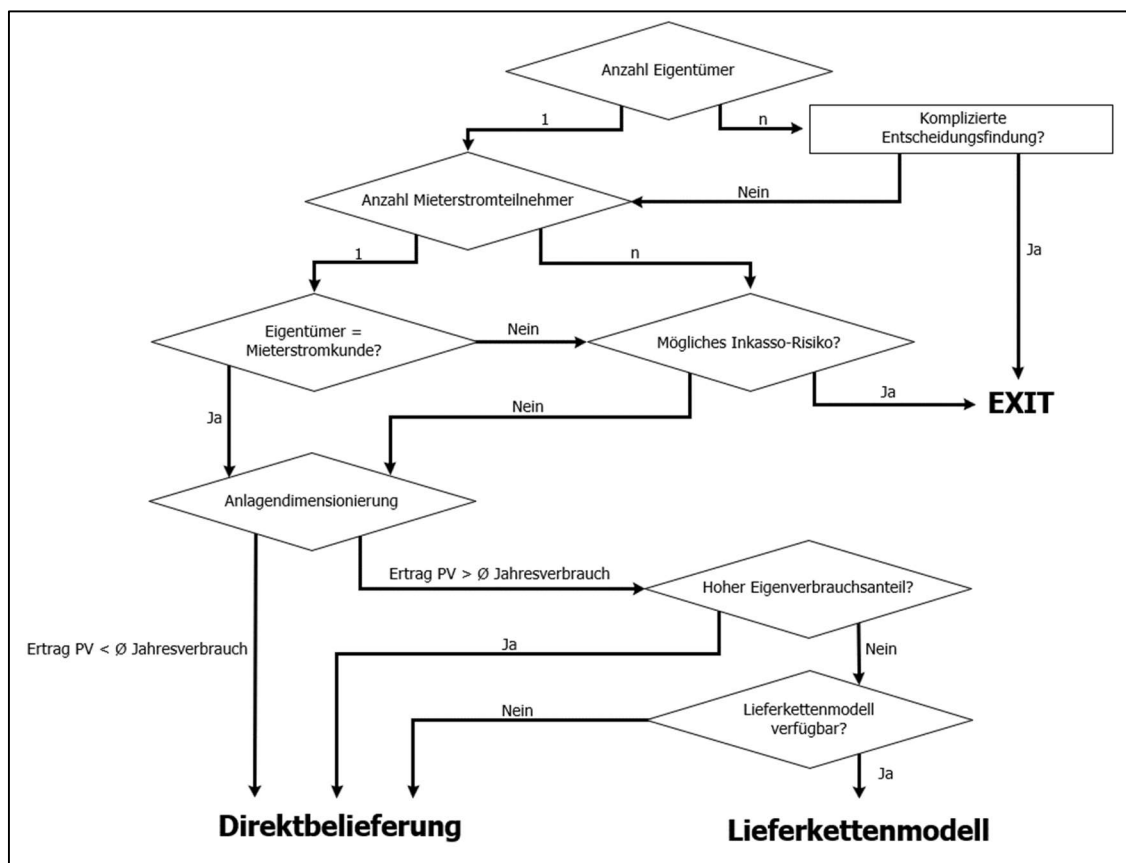 Anzahl Eigentümer
1
n
Komplizierte
Entscheidungsfindung?
Anzahl Mieterstromteilnehmer
Nein
Ja
1
n
Eigentümer =
Mieterstromkunde?
Nein
Mögliches Inkasso-Risiko?
Ja
Nein
Ja
EXIT
Anlagendimensionierung
Ertrag PV > Ø Jahresverbrauch
Hoher Eigenverbrauchsanteil?
Ertrag PV < Ø Jahresverbrauch
Ja
Nein
Nein
Lieferkettenmodell
verfügbar?
Ja
Direktbelieferung
Lieferkettenmodell